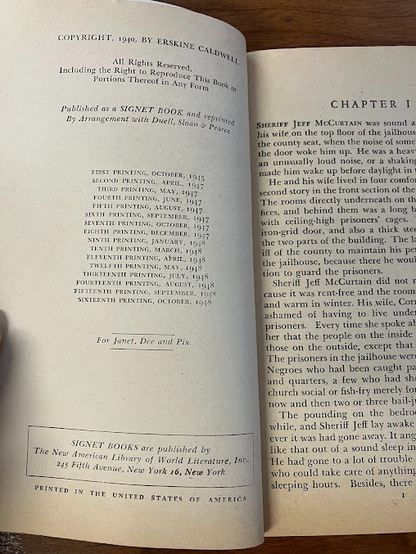 COPYRIGHT, 1940, BY ERSKINE CALDWELL
All Rights Reserved,
Including the Right to Reproduce This Book or
Portions Thereof in Any Form
Published as a SIGNET BOOK and reprinted
By Arrangement with Duell, Sloan & Pearce
FIRST PRINTING, OCTOBER, 1945
SECOND PRINTING, APRIL, 1947
THIRD PRINTING, MAY, 1947
FOURTH PRINTING, JUNE, 1947
FIFTH PRINTING, AUGUST, 1947
SIXTH PRINTING, SEPTEMBER, 1947
SEVENTH PRINTING, OCTOBER, 1947
EIGHTH PRINTING, DECEMBER, 1947
NINTH PRINTING, JANUARY, 1948
TENTH PRINTING, MARCH, 1948
ELEVENTH PRINTING, APRIL, 1948
TWELFTH PRINTING, MAY, 1948
THIRTEENTH PRINTING, JULY, 1948
FOURTEENTH PRINTING, AUGUST, 1948
FIFTEENTH PRINTING, SEPTEMBER, 1948
SIXTEENTH PRINTING, OCTOBER, 1948
For Janet, Dee and Pix
SIGNET BOOKS are published by
The New American Library of World Literature, Inc.
245 Fifth Avenue, New York 16, New York
PRINTED IN THE UNITED STATES OF AMERICA
CHAPTER I
SHERIFF JEFF MCCURTAIN was sound a
his wife on the top floor of the jailhou
the county seat, when the noise of some
the door woke him up. He was a heav
an unusually loud noise, or a shaking
made him wake up before daylight in
He and his wife lived in four comfor
second story in the front section of the
The rooms directly underneath on th
fices, and behind them was a long b
with ceiling-high prisoners' cages.
iron-grid door, and also a thick stee
the two parts of the building. The l
iff of the county to maintain his pe
the jailhouse, because there he woul
tion to guard the prisoners.
Sheriff Jeff McCurtain did not r
cause it was rent-free and the room
and warm in winter. His wife, Cor
ashamed of having to live under
prisoners. Every time she spoke a
her that the people on the inside
those on the outside, except that
The prisoners in the jailhouse were
Negroes who had been caught pa
and quarters, a few who had sh
church social or fish-fry merely fo
now and then two or three bail-j
The pounding on the bedro
while, and Sheriff Jeff lay awake
ever it was had gone away. It ang
like that out of a sound sleep in
He had gone to a lot of trouble
who could take care of anything
sleeping hours. Besides, there
1